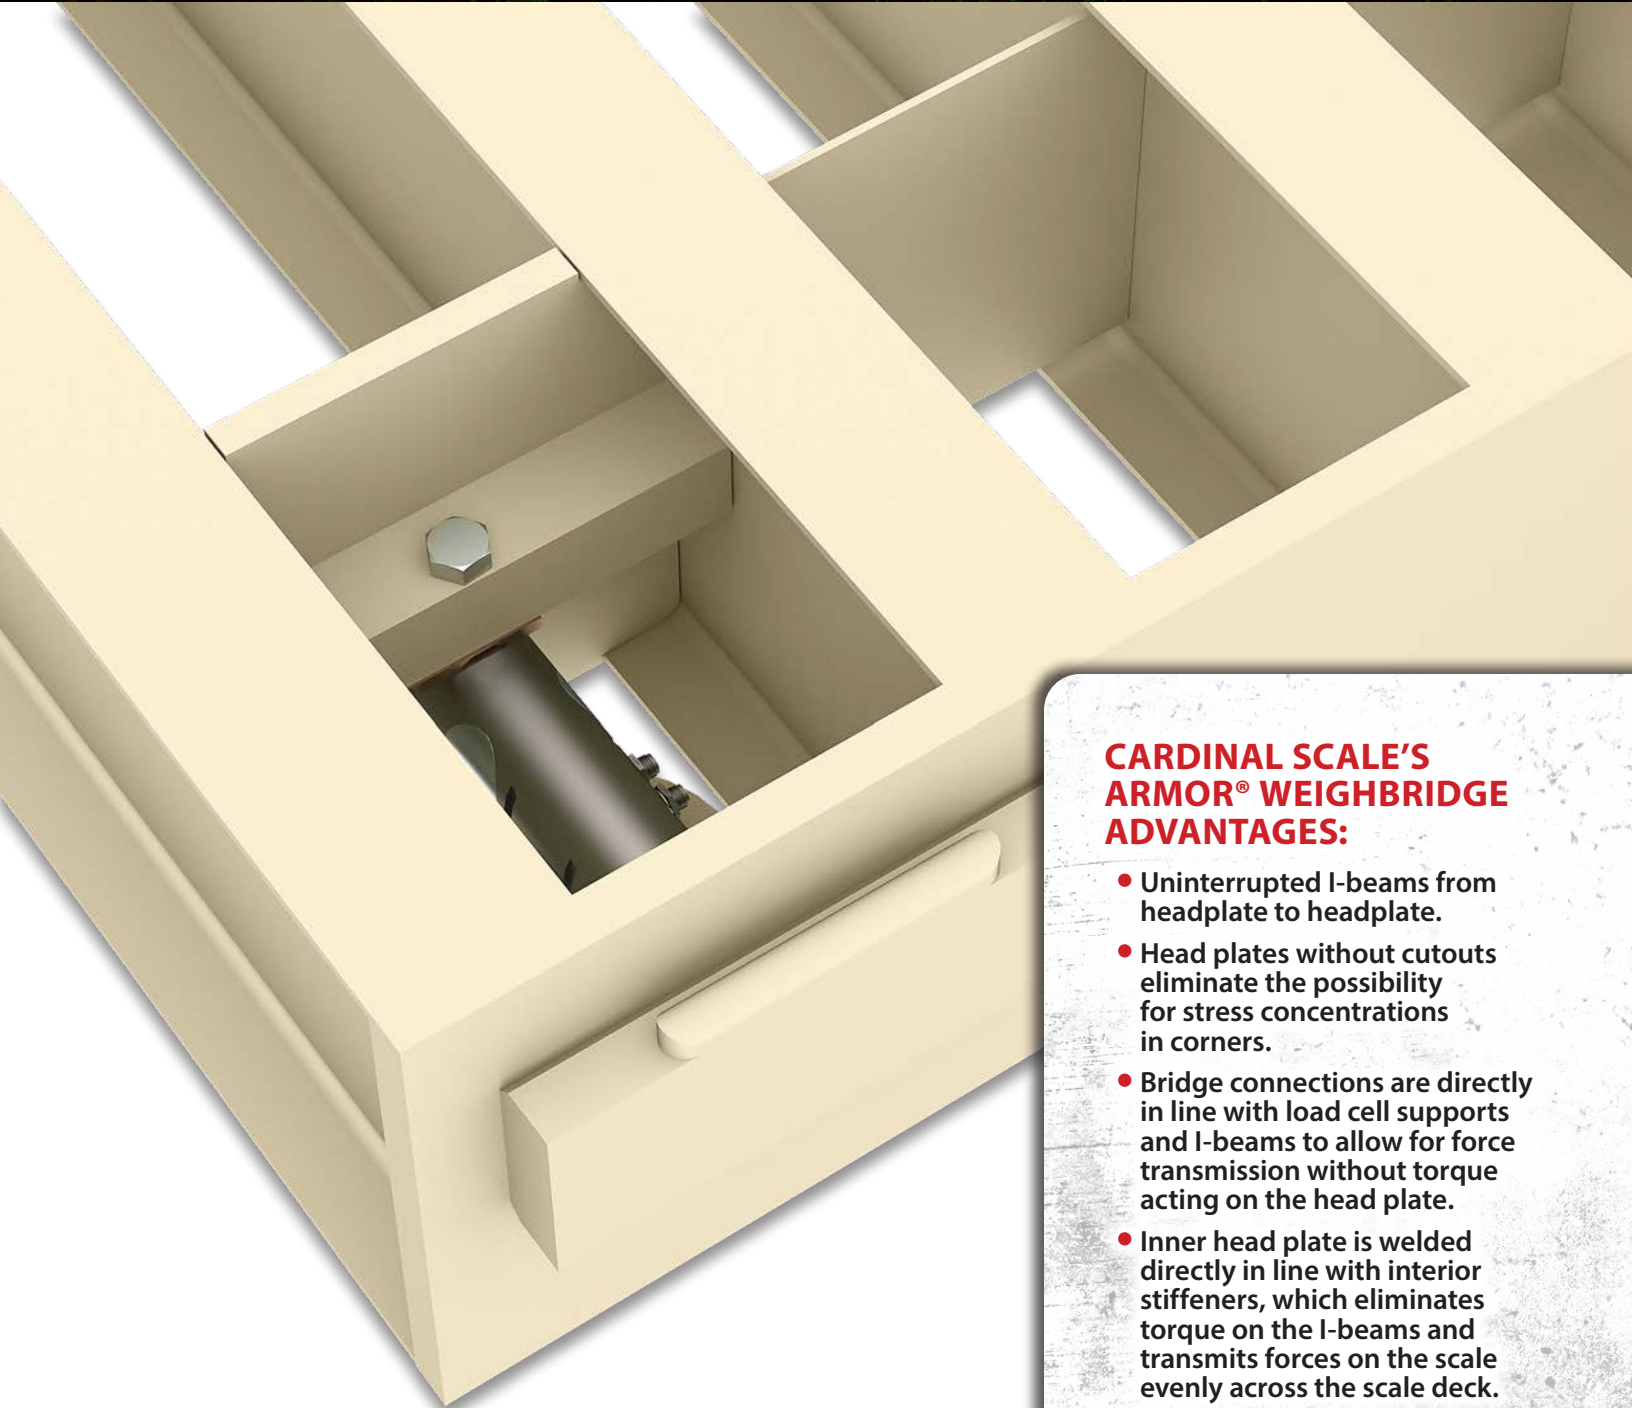 CARDINAL SCALE’S
ARMOR® WEIGHBRIDGE
ADVANTAGES:
• Uninterrupted I-beams from
headplate to headplate.
• Head plates without cutouts
eliminate the possibility
for stress concentrations
in corners.
• Bridge connections are directly
in line with load cell supports
and I-beams to allow for force
transmission without torque
acting on the head plate.
• Inner head plate is welded
directly in line with interior
stiffeners, which eliminates
torque on the I-beams and
transmits forces on the scale
evenly across the scale deck.